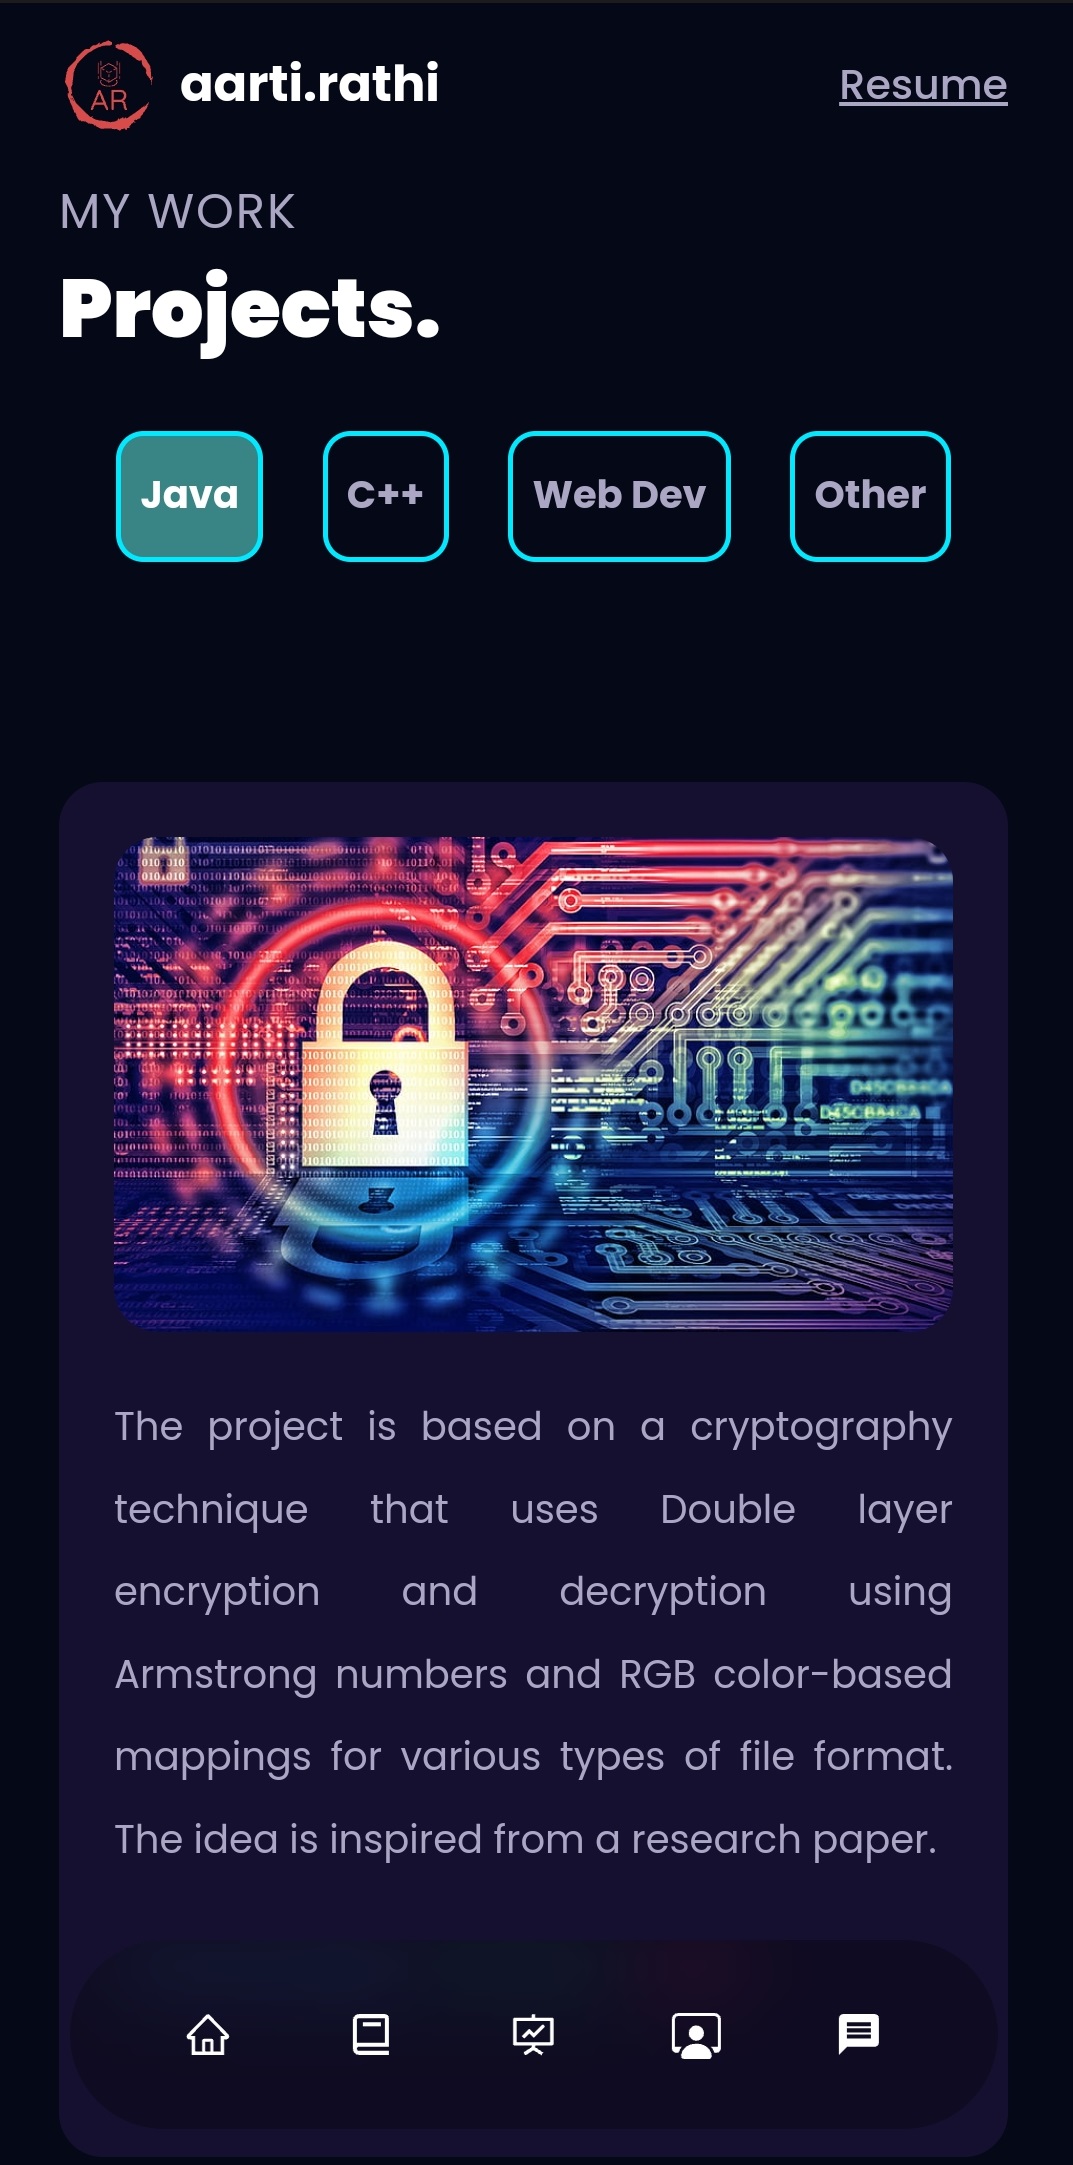 AR
aarti.rathi
Resume
MY WORK
Projects.
Java
C++
Web Dev
Other
D45CBA4CA
D45CBA4CA
The project is based on a cryptography
technique that uses Double layer
encryption and decryption using
Armstrong numbers and RGB color-based
mappings for various types of file format.
The idea is inspired from a research paper.